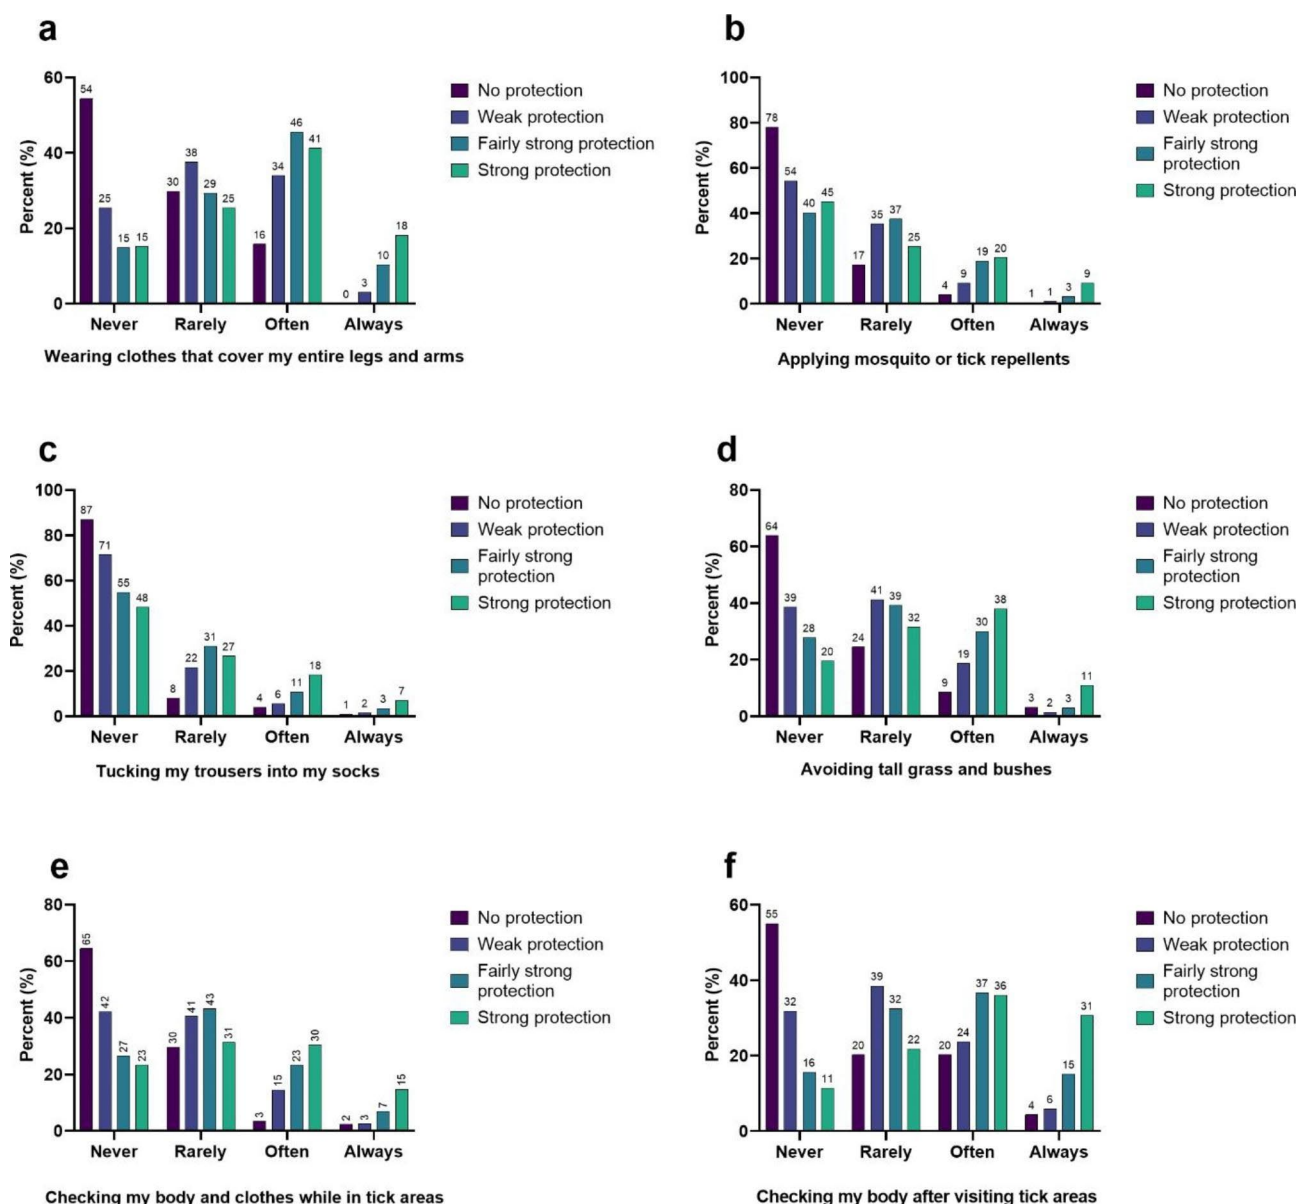 a
60
40
20
0
Percent (%)
54
25
15
15
30
38
29
25
16
34
46
41
0
3
10
18
Never
Rarely
Often
Always
Wearing clothes that cover my entire legs and arms
No protection
Weak protection
Fairly strong protection
Strong protection
b
100
80
60
40
20
0
Percent (%)
78
54
40
45
17
35
37
25
4
9
19
20
1
1
3
9
Never
Rarely
Often
Always
Applying mosquito or tick repellents
No protection
Weak protection
Fairly strong
protection
Strong protection
c
100
80
60
40
20
0
Percent (%)
87
71
55
48
8
22
31
27
4
6
11
18
1
2
3
7
Never
Rarely
Often
Always
Tucking my trousers into my socks
No protection
Weak protection
Fairly strong
protection
Strong protection
d
80
60
40
20
0
Percent (%)
64
39
28
20
24
41
39
32
9
19
30
38
3
2
3
11
Never
Rarely
Often
Always
Avoiding tall grass and bushes
No protection
Weak protection
Fairly strong
protection
Strong protection
e
80
60
40
20
0
Percent (%)
65
42
27
23
30
41
43
31
3
15
23
30
2
3
7
15
Never
Rarely
Often
Always
Checking my body and clothes while in tick areas
No protection
Weak protection
Fairly strong
protection
Strong protection
f
60
40
20
0
Percent (%)
55
32
16
11
20
39
32
22
20
24
37
36
4
6
15
31
Never
Rarely
Often
Always
Checking my body after visiting tick areas
No protection
Weak protection
Fairly strong
protection
Strong protection